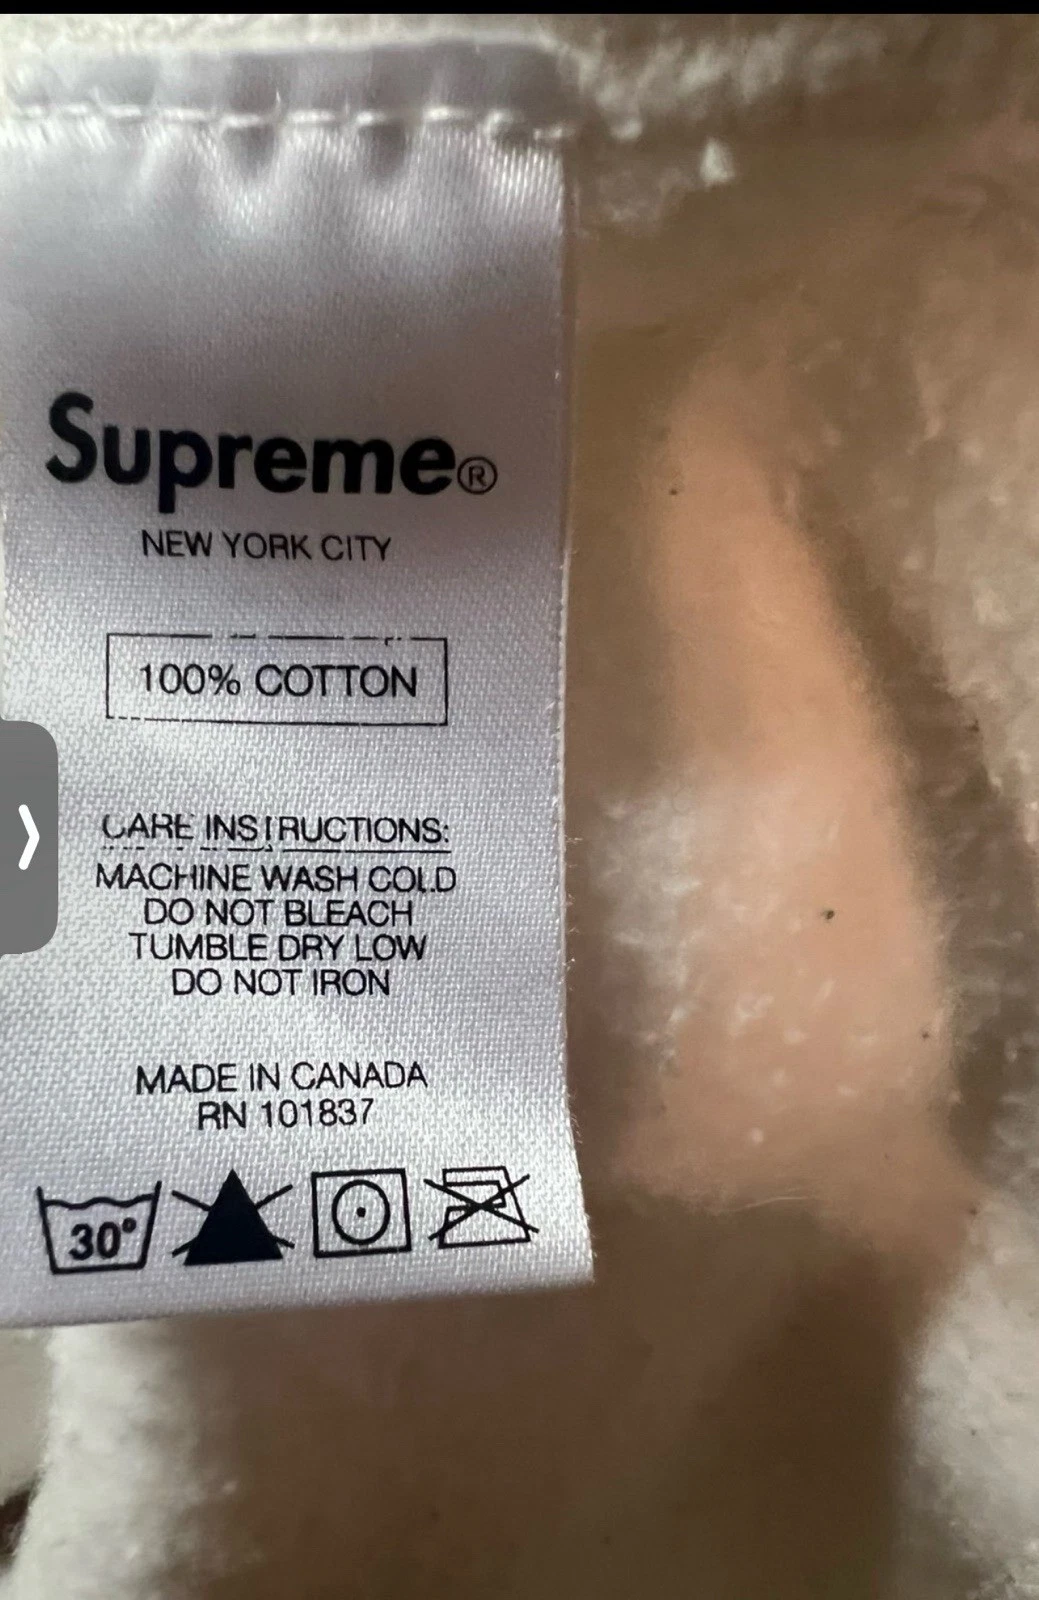 Supreme®
NEW YORK CITY
100% COTTON
CARE INSTRUCTIONS:
MACHINE WASH COLD
DO NOT BLEACH
TUMBLE DRY LOW
DO NOT IRON
MADE IN CANADA
RN 101837
30°